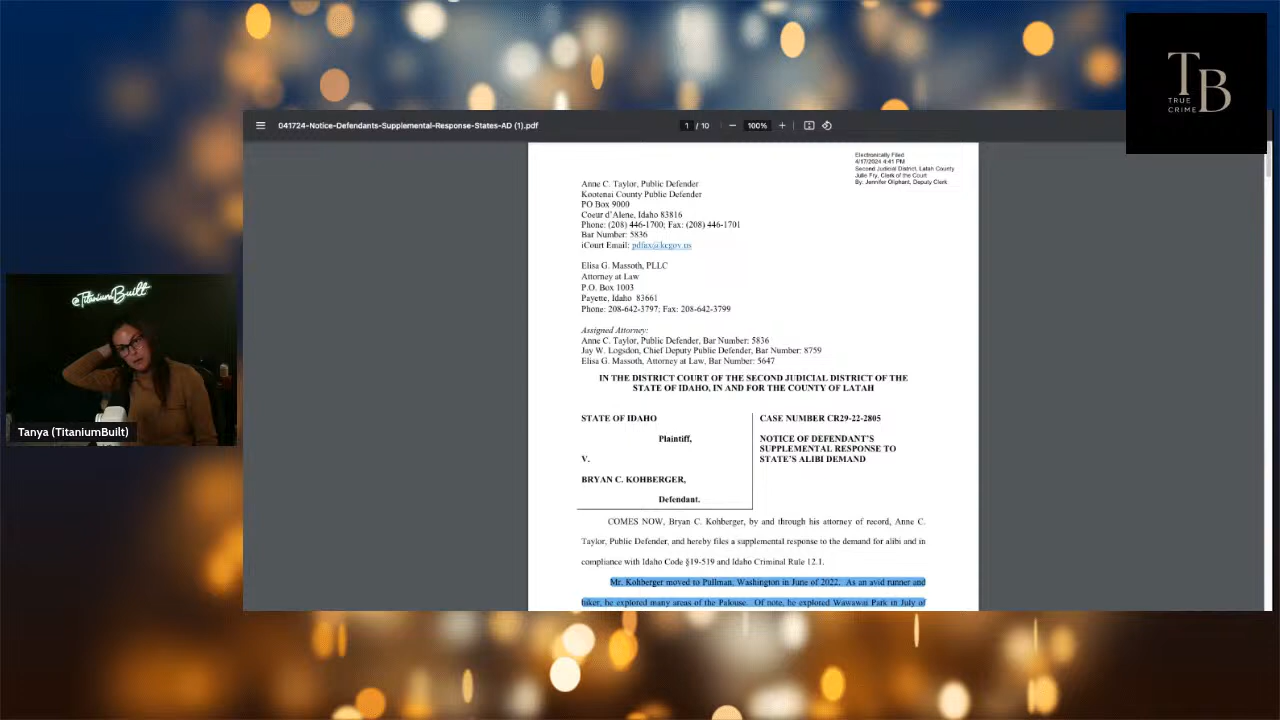 TB
TRUE
CRIME
041724-Notice-Defendants-Supplemental-Response-States-AD (1).pdf
1 / 10
100%
Electronically Filed
4/17/2024 4:41 PM
Second Judicial District, Latah County
Julie Fry, Clerk of the Court
By: Jennifer Oliphant, Deputy Clerk
Anne C. Taylor, Public Defender
Kootenai County Public Defender
PO Box 9000
Coeur d'Alene, Idaho 83816
Phone: (208) 446-1700; Fax: (208) 446-1701
Bar Number: 5836
iCourt Email: pdfax@kcgov.us
Elisa G. Massoth, PLLC
Attorney at Law
P.O. Box 1003
Payette, Idaho 83661
Phone: 208-642-3797; Fax: 208-642-3799
Assigned Attorney:
Anne C. Taylor, Public Defender, Bar Number: 5836
Jay W. Logsdon, Chief Deputy Public Defender, Bar Number: 8759
Elisa G. Massoth, Attorney at Law, Bar Number: 5647
IN THE DISTRICT COURT OF THE SECOND JUDICIAL DISTRICT OF THE
STATE OF IDAHO, IN AND FOR THE COUNTY OF LATAH
STATE OF IDAHO
Plaintiff,
V.
BRYAN C. KOHBERGER,
Defendant.
CASE NUMBER CR29-22-2805
NOTICE OF DEFENDANT'S
SUPPLEMENTAL RESPONSE TO
STATE'S ALIBI DEMAND
COMES NOW, Bryan C. Kohberger, by and through his attorney of record, Anne C.
Taylor, Public Defender, and hereby files a supplemental response to the demand for alibi and in
compliance with Idaho Code §19-519 and Idaho Criminal Rule 12.1.
Mr. Kohberger moved to Pullman, Washington in June of 2022. As an avid runner and
hiker, he explored many areas of the Palouse. Of note, he explored Wawawai Park in July of
@TitaniumBuilt
Tanya (TitaniumBuilt)